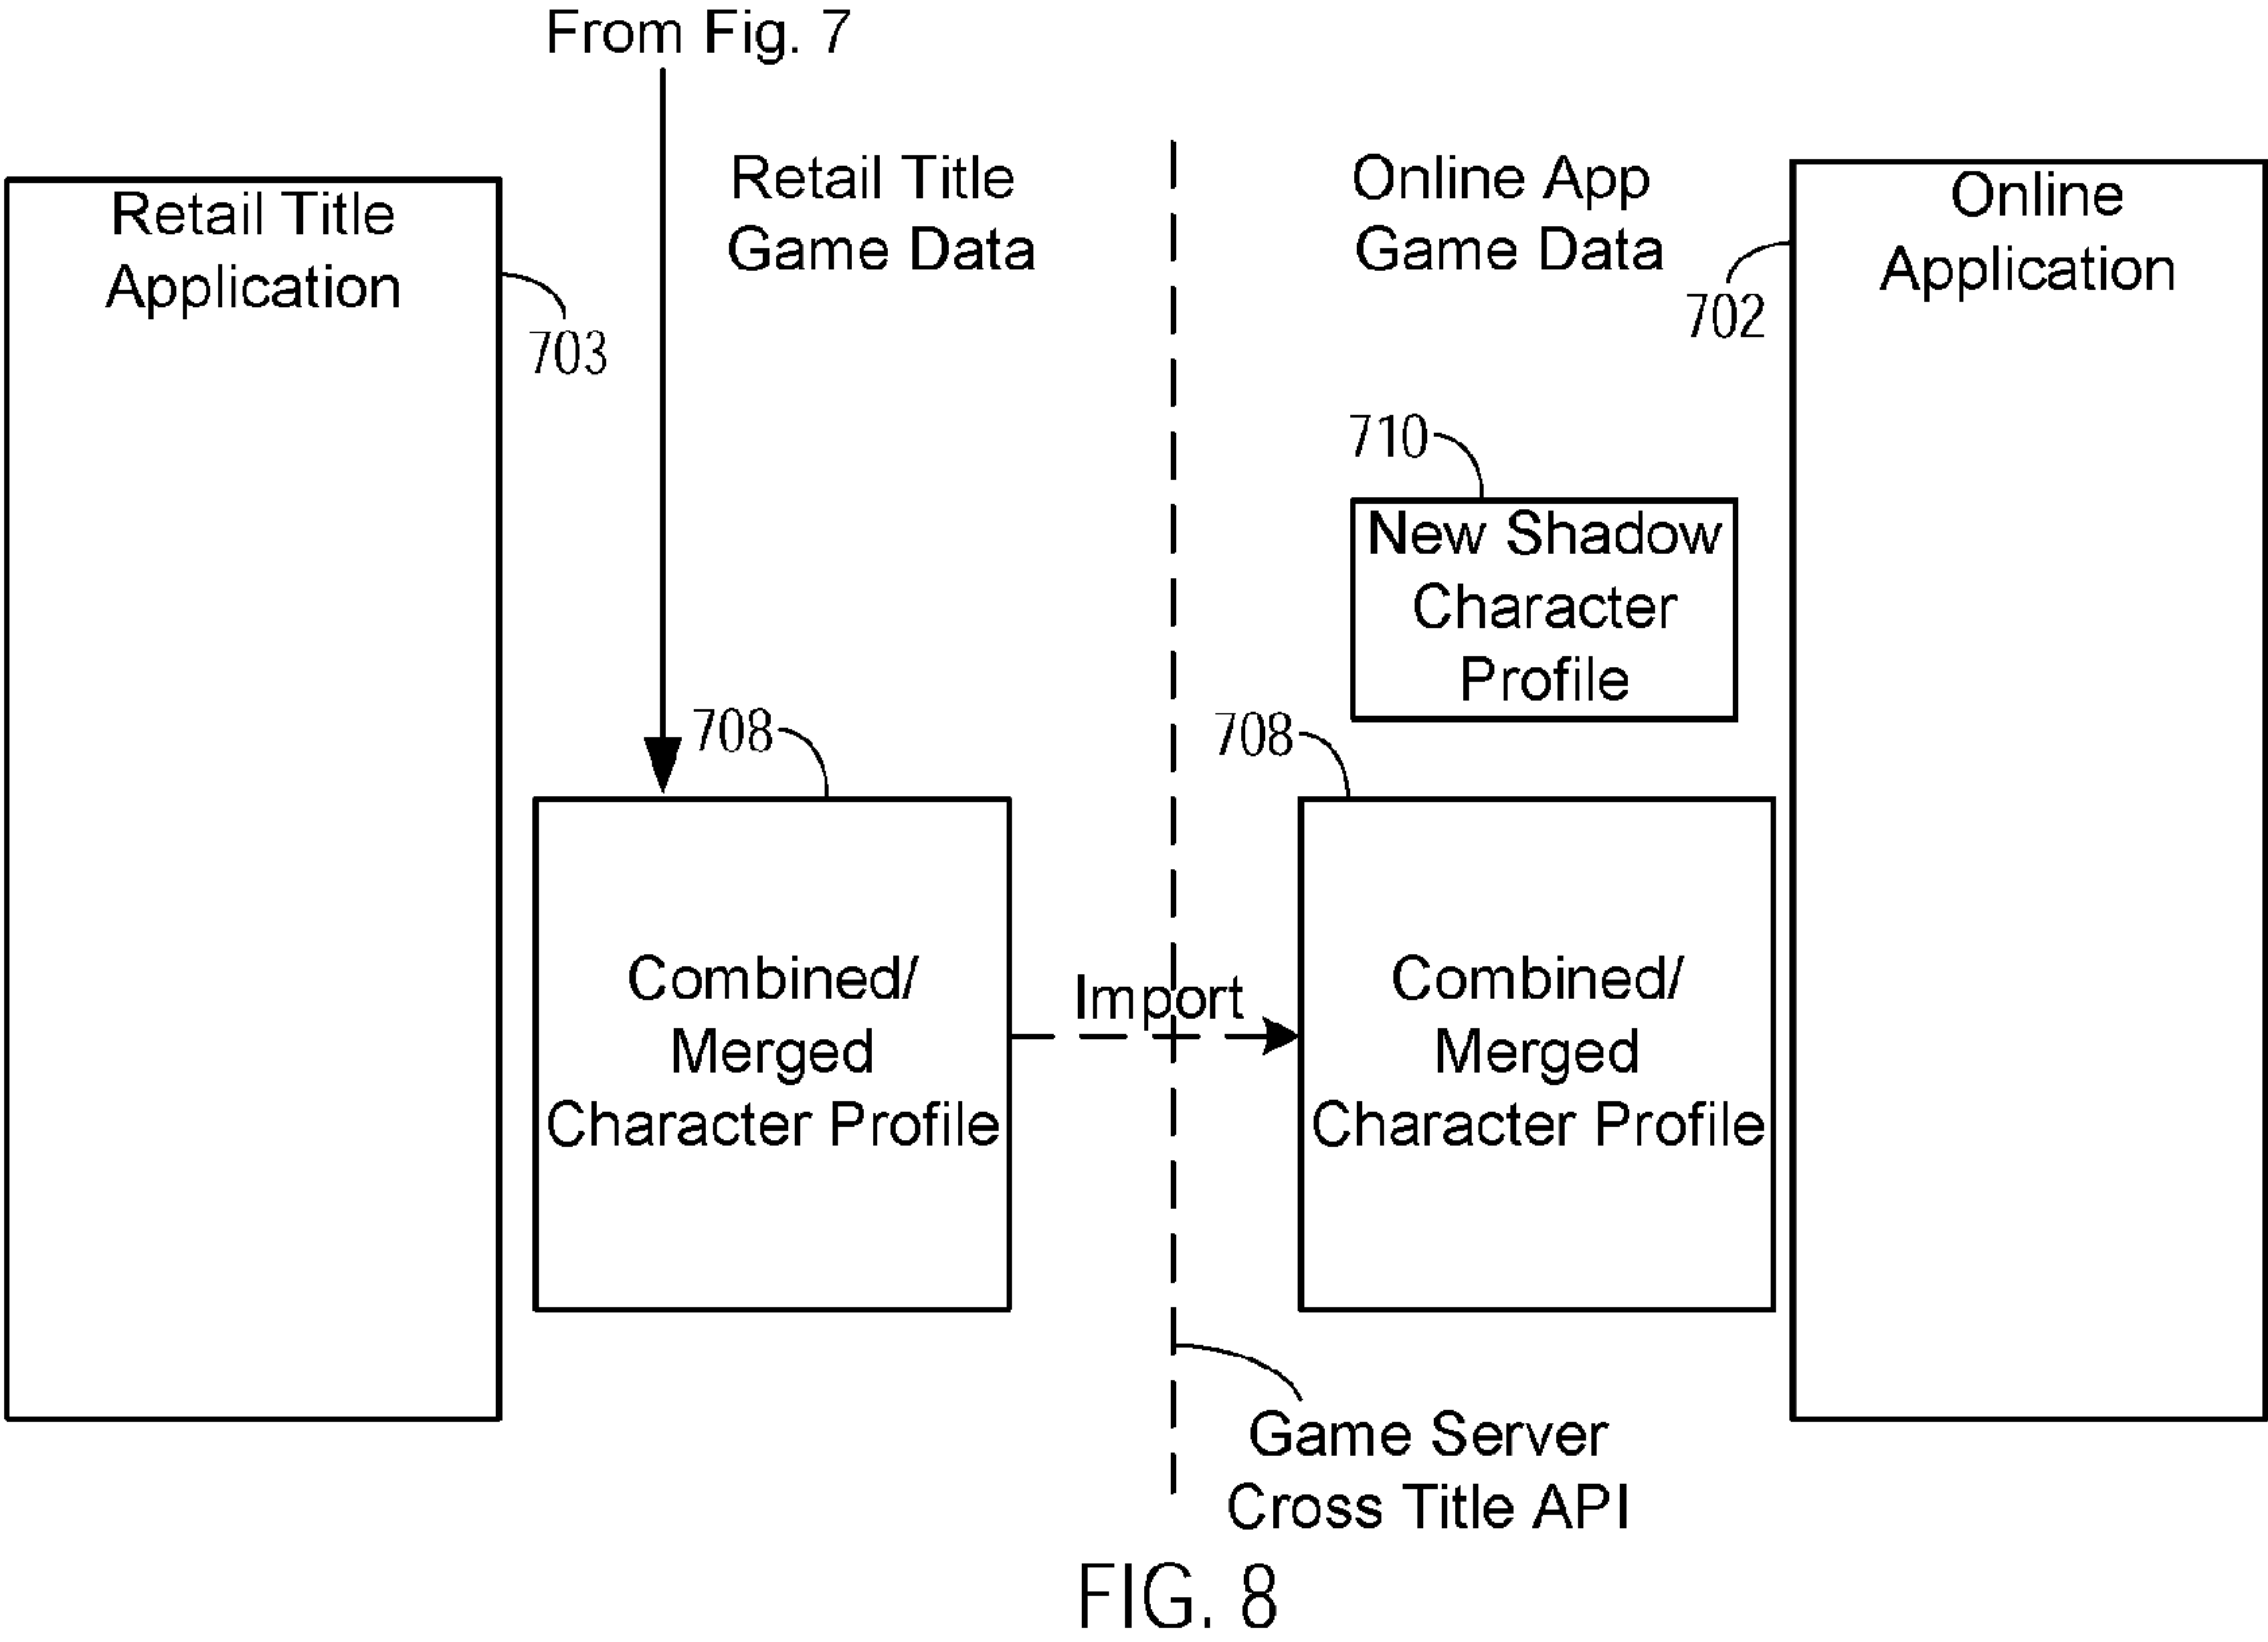 From Fig. 7
Retail Title
Application
703
Retail Title
Game Data
Online App
Game Data
702
Online
Application
710
New Shadow
Character
Profile
708
Combined/
Merged
Character Profile
Import
708
Combined/
Merged
Character Profile
Game Server
Cross Title API
FIG. 8